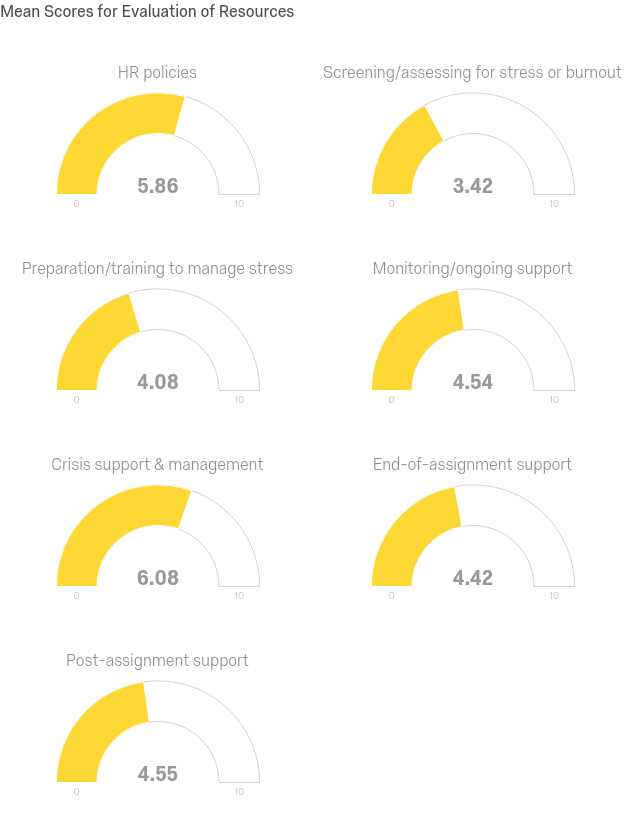 Mean Scores for Evaluation of Resources
HR policies
5.86
0 10
Screening/assessing for stress or burnout
3.42
0 10
Preparation/training to manage stress
4.08
0 10
Monitoring/ongoing support
4.54
0 10
Crisis support & management
6.08
0 10
End-of-assignment support
4.42
0 10
Post-assignment support
4.55
0 10